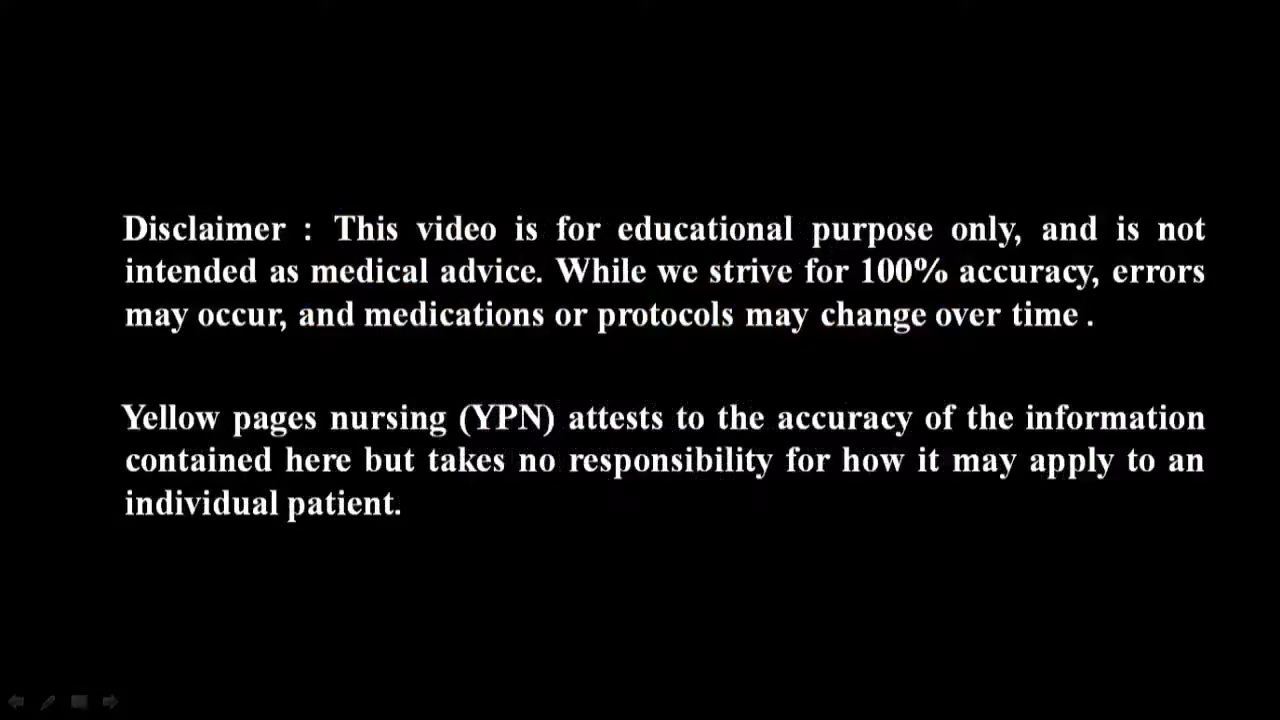 Disclaimer : This video is for educational purpose only, and is not
intended as medical advice. While we strive for 100% accuracy, errors
may occur, and medications or protocols may change over time .
Yellow pages nursing (YPN) attests to the accuracy of the information
contained here but takes no responsibility for how it may apply to an
individual patient.